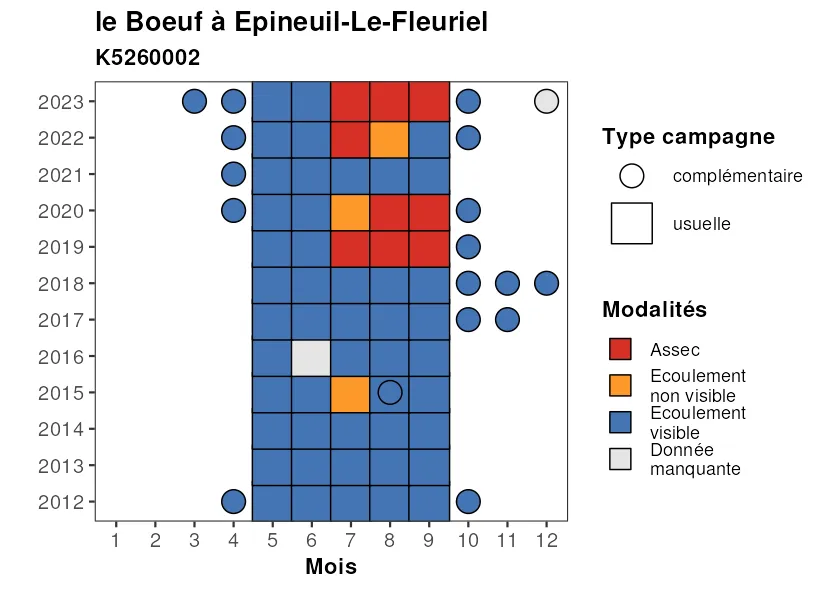 le Boeuf à Epineuil-Le-Fleuriel
K5260002
2023
2022
2021
2020
2019
2018
2017
2016
2015
2014
2013
2012
1 2 3 4 5 6 7 8 9 10 11 12
Mois
Type campagne
complémentaire
usuelle
Modalités
Assec
Ecoulement
non visible
Ecoulement
visible
Donnée
manquante